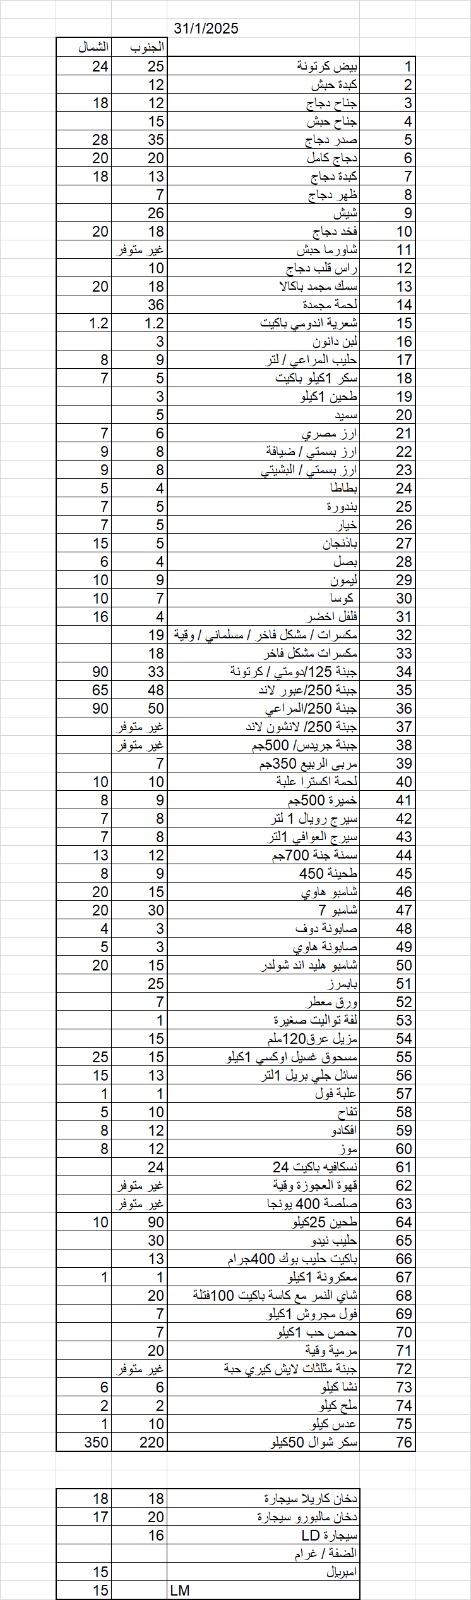 31/1/2025
الجنوب الشمال
1 بيض كرتونة 25 24
2 كبدة حبش 12
3 جناح دجاج 12 18
4 جناح حبش 15
5 صدر دجاج 35 28
6 دجاج كامل 20 20
7 كبدة دجاج 13 18
8 ظهر دجاج 7
9 شيش 26
10 فخد دجاج 18 20
11 شاورما حبش غير متوفر
12 راس قلب دجاج 10
13 سمك مجمد باكالا 18 20
14 لحمة مجمدة 36
15 شعرية اندومي باكيت 1.2 1.2
16 لبن دانون 3
17 حليب المراعي / لتر 9 8
18 سكر 1كيلو باكيت 5 7
19 طحين 1كيلو 3
20 سميد 5
21 ارز مصري 6 7
22 ارز بسمتي / ضيافة 8 9
23 ارز بسمتي / البشيتي 8 9
24 بطاطا 4 5
25 بندورة 5 7
26 خيار 5 7
27 باذنجان 5 15
28 بصل 4 6
29 ليمون 9 10
30 كوسا 7 10
31 فلفل اخضر 4 16
32 مكسرات / مشكل فاخر / مسلماني / وقية 19
33 مكسرات مشكل فاخر 18
34 جبنة 125/دومتي / كرتونة 33 90
35 جبنة 250/عبور لاند 48 65
36 جبنة 250/المراعي 50 90
37 جبنة 250/ لانشون لاند غير متوفر
38 جبنة جريدس/ 500جم غير متوفر
39 مربى الربيع 350جم 7
40 لحمة اكسترا علبة 10 10
41 خميرة 500جم 9 8
42 سيرج رويال 1 لتر 8 7
43 سيرج العوافي 1لتر 8 7
44 سمنة جنة 700جم 12 13
45 طحينة 450 9 8
46 شامبو هاوي 15 20
47 شامبو 7 30 20
48 صابونة دوف 3 4
49 صابونة هاوي 3 5
50 شامبو هليد اند شولدر 15 20
51 بابمرز 25
52 ورق معطر 7
53 لفة تواليت صغيرة 1
54 مزيل عرق120ملم 15
55 مسحوق غسيل اوكسي 1كيلو 15 25
56 سائل جلي بريل 1لتر 13 15
57 علبة فول 1 1
58 تفاح 10 5
59 افكادو 12 8
60 موز 12 8
61 نسكافيه باكيت 24 24
62 قهوة العجوزة وقية غير متوفر
63 صلصة 400 يونجا غير متوفر
64 طحين 25كيلو 90 10
65 حليب نيدو 30
66 باكيت حليب بوك 400جرام 13
67 معكرونة 1كيلو 1 1
68 شاي النمر مع كاسة باكيت 100فتلة 20
69 فول مجروش 1كيلو 7
70 حمص حب 1كيلو 7
71 مرمية وقية 20
72 جبنة مثلثات لايش كيري حبة غير متوفر
73 نشا كيلو 6 6
74 ملح كيلو 2 2
75 عدس كيلو 10 1
76 سكر شوال 50كيلو 220 350
دخان كاريلا سيجارة 18 18
دخان مالبورو سيجارة 20 17
سيجارة LD 16
الضفة / غرام
امبريال 15
LM 15